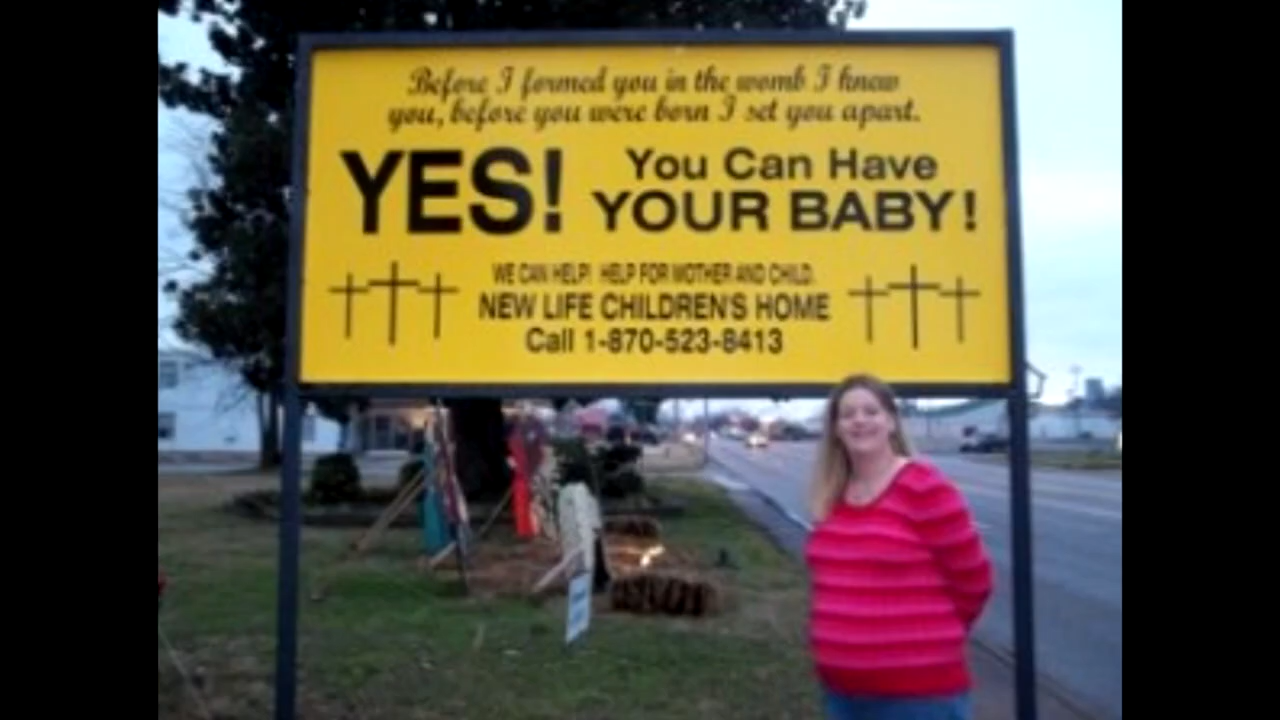 Before I formed you in the womb I knew
you, before you were born I set you apart.
YES! You Can Have
YOUR BABY!
WE CAN HELP! HELP FOR MOTHER AND CHILD.
NEW LIFE CHILDREN'S HOME
Call 1-870-523-8413